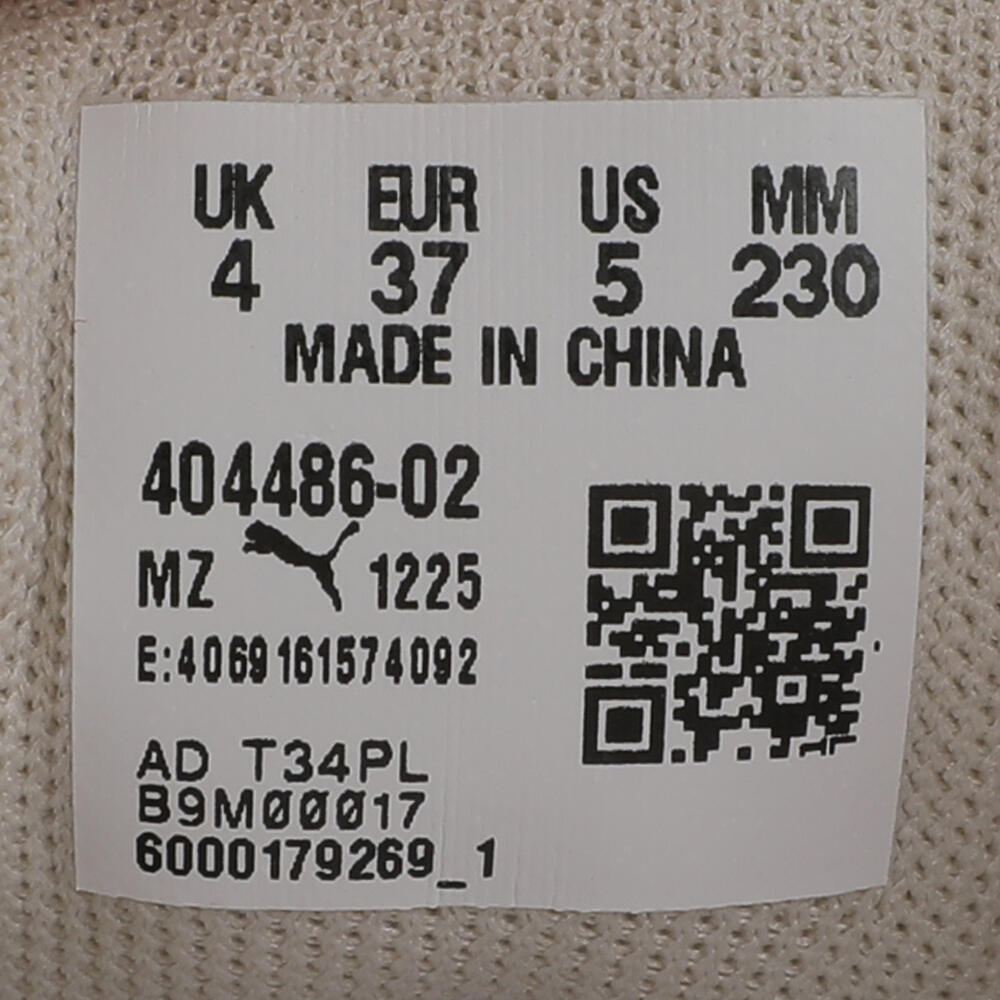 UK EUR US MM
4 37 5 230
MADE IN CHINA
404486-02
MZ 1225
E:4069161574092
AD T34PL
B9M00017
6000179269_1